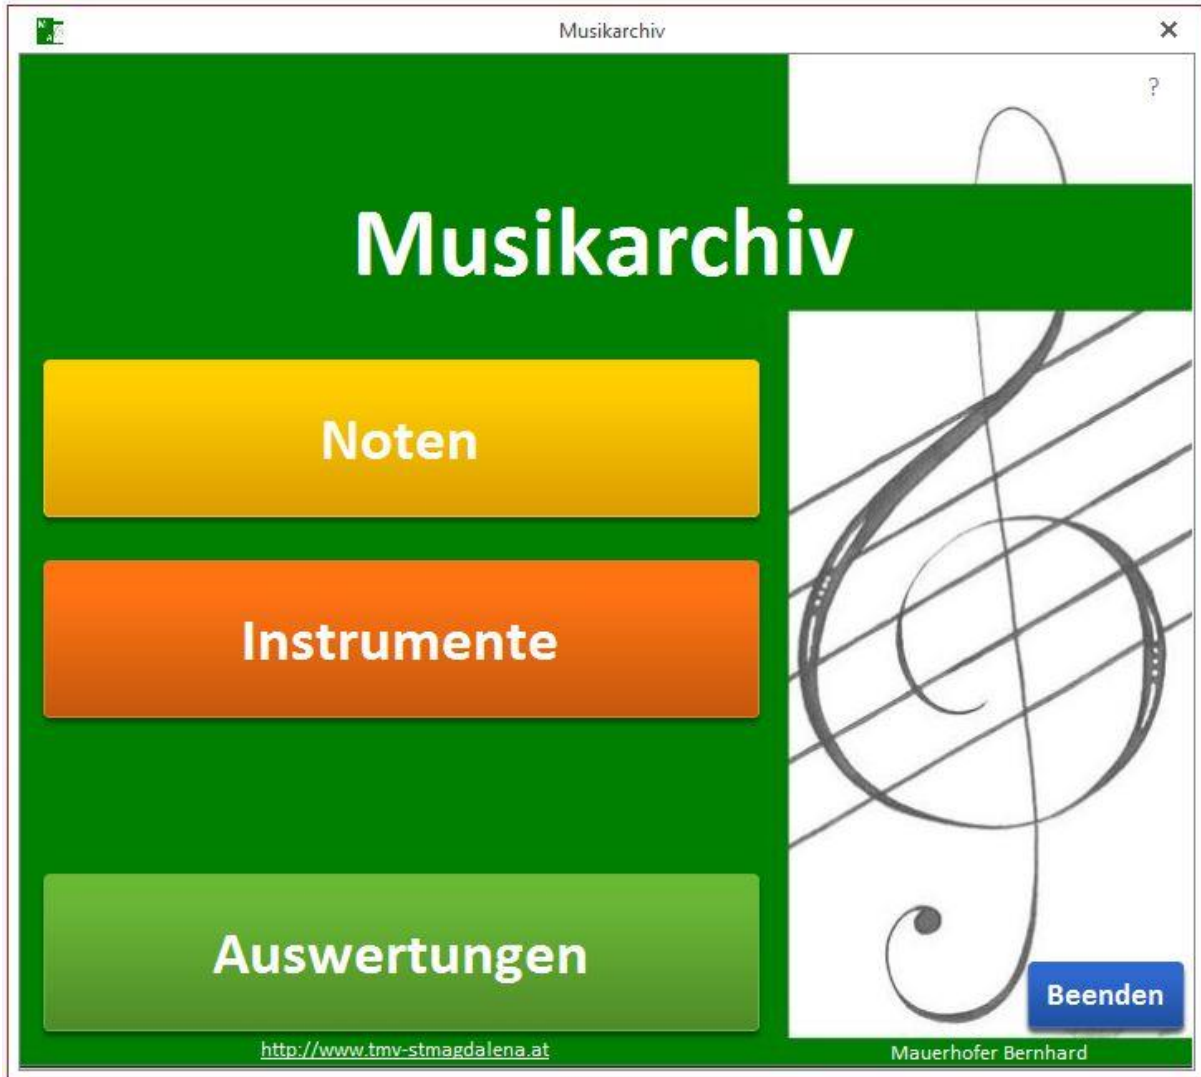 Musikarchiv
?
Musikarchiv
Noten
Instrumente
Auswertungen
Beenden
http://www.tmv-stmagdalena.at
Mauerhofer Bernhard